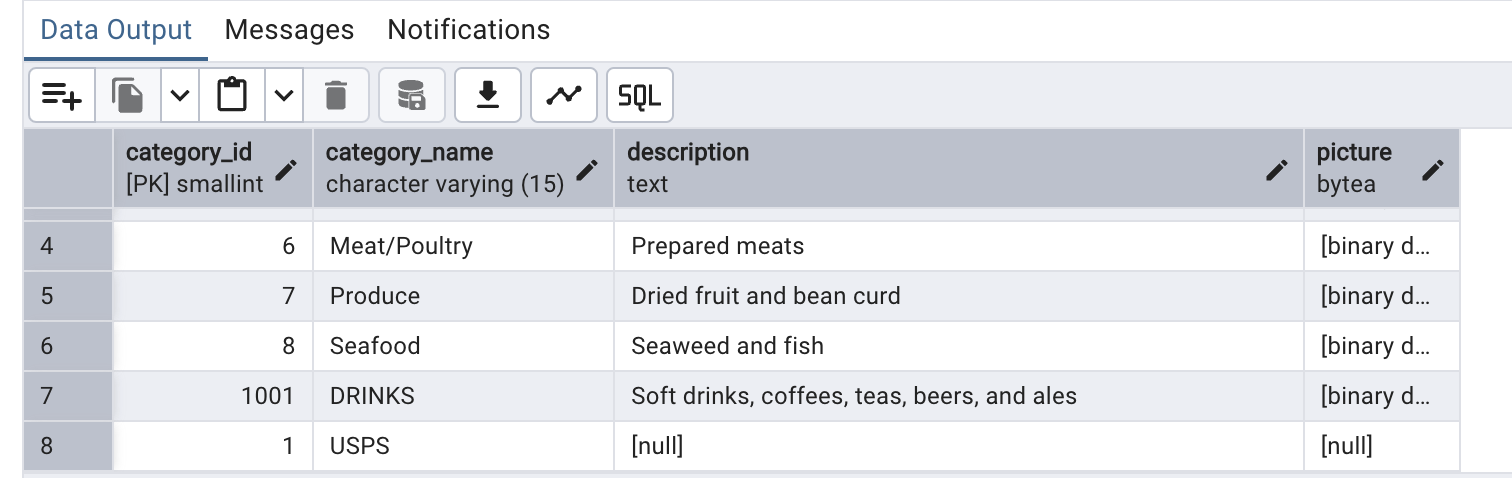 Data Output Messages Notifications
SQL
category_id category_name description picture
[PK] smallint character varying (15) text bytea
4 6 Meat/Poultry Prepared meats [binary d...
5 7 Produce Dried fruit and bean curd [binary d...
6 8 Seafood Seaweed and fish [binary d...
7 1001 DRINKS Soft drinks, coffees, teas, beers, and ales [binary d...
8 1 USPS [null] [null]